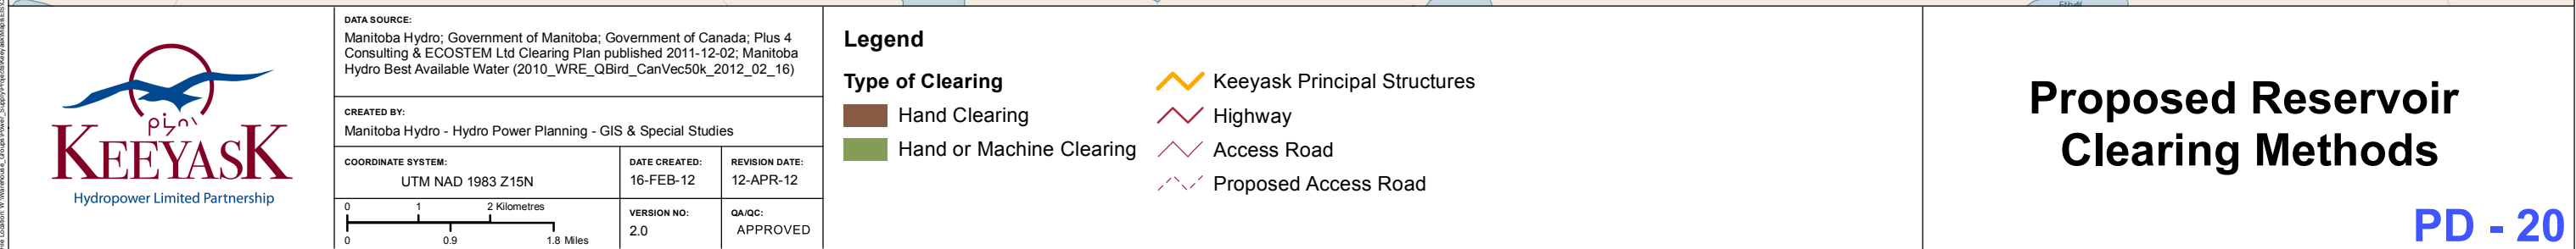 Ethdl
ᑭᔭᐢᐠ
KEEYASK
Hydropower Limited Partnership
DATA SOURCE:
Manitoba Hydro; Government of Manitoba; Government of Canada; Plus 4
Consulting & ECOSTEM Ltd Clearing Plan published 2011-12-02; Manitoba
Hydro Best Available Water (2010_WRE_QBird_CanVec50k_2012_02_16)
CREATED BY:
Manitoba Hydro - Hydro Power Planning - GIS & Special Studies
COORDINATE SYSTEM:
UTM NAD 1983 Z15N
DATE CREATED:
16-FEB-12
REVISION DATE:
12-APR-12
0 1 2 Kilometres
0 0.9 1.8 Miles
VERSION NO:
2.0
QA/QC:
APPROVED
Legend
Type of Clearing
Hand Clearing
Hand or Machine Clearing
Keeyask Principal Structures
Highway
Access Road
Proposed Access Road
Proposed Reservoir
Clearing Methods
PD - 20